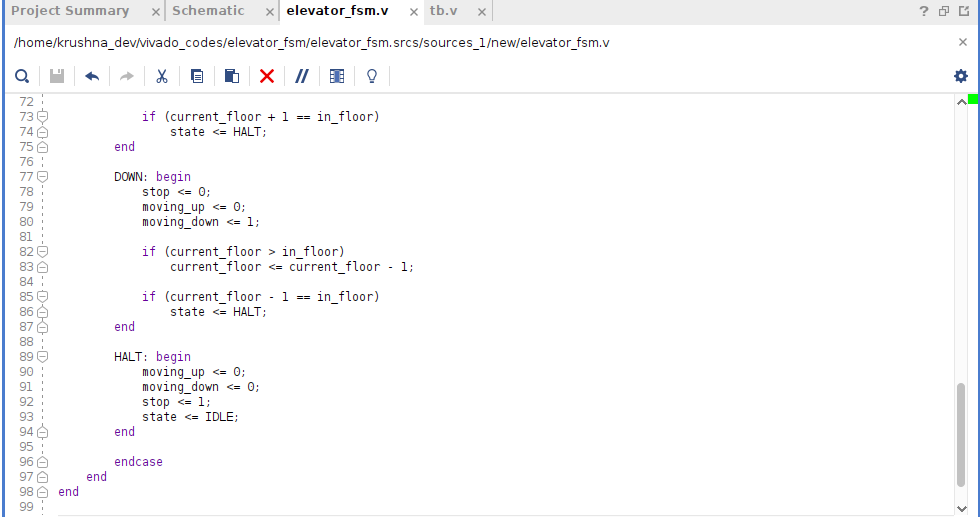 Project Summary × Schematic × elevator_fsm.v × tb.v ×
/home/krushna_dev/vivado_codes/elevator_fsm/elevator_fsm.srcs/sources_1/new/elevator_fsm.v
72
73 if (current_floor + 1 == in_floor)
74 state <= HALT;
75 end
76
77 DOWN: begin
78 stop <= 0;
79 moving_up <= 0;
80 moving_down <= 1;
81
82 if (current_floor > in_floor)
83 current_floor <= current_floor - 1;
84
85 if (current_floor - 1 == in_floor)
86 state <= HALT;
87 end
88
89 HALT: begin
90 moving_up <= 0;
91 moving_down <= 0;
92 stop <= 1;
93 state <= IDLE;
94 end
95
96 endcase
97 end
98 end
99